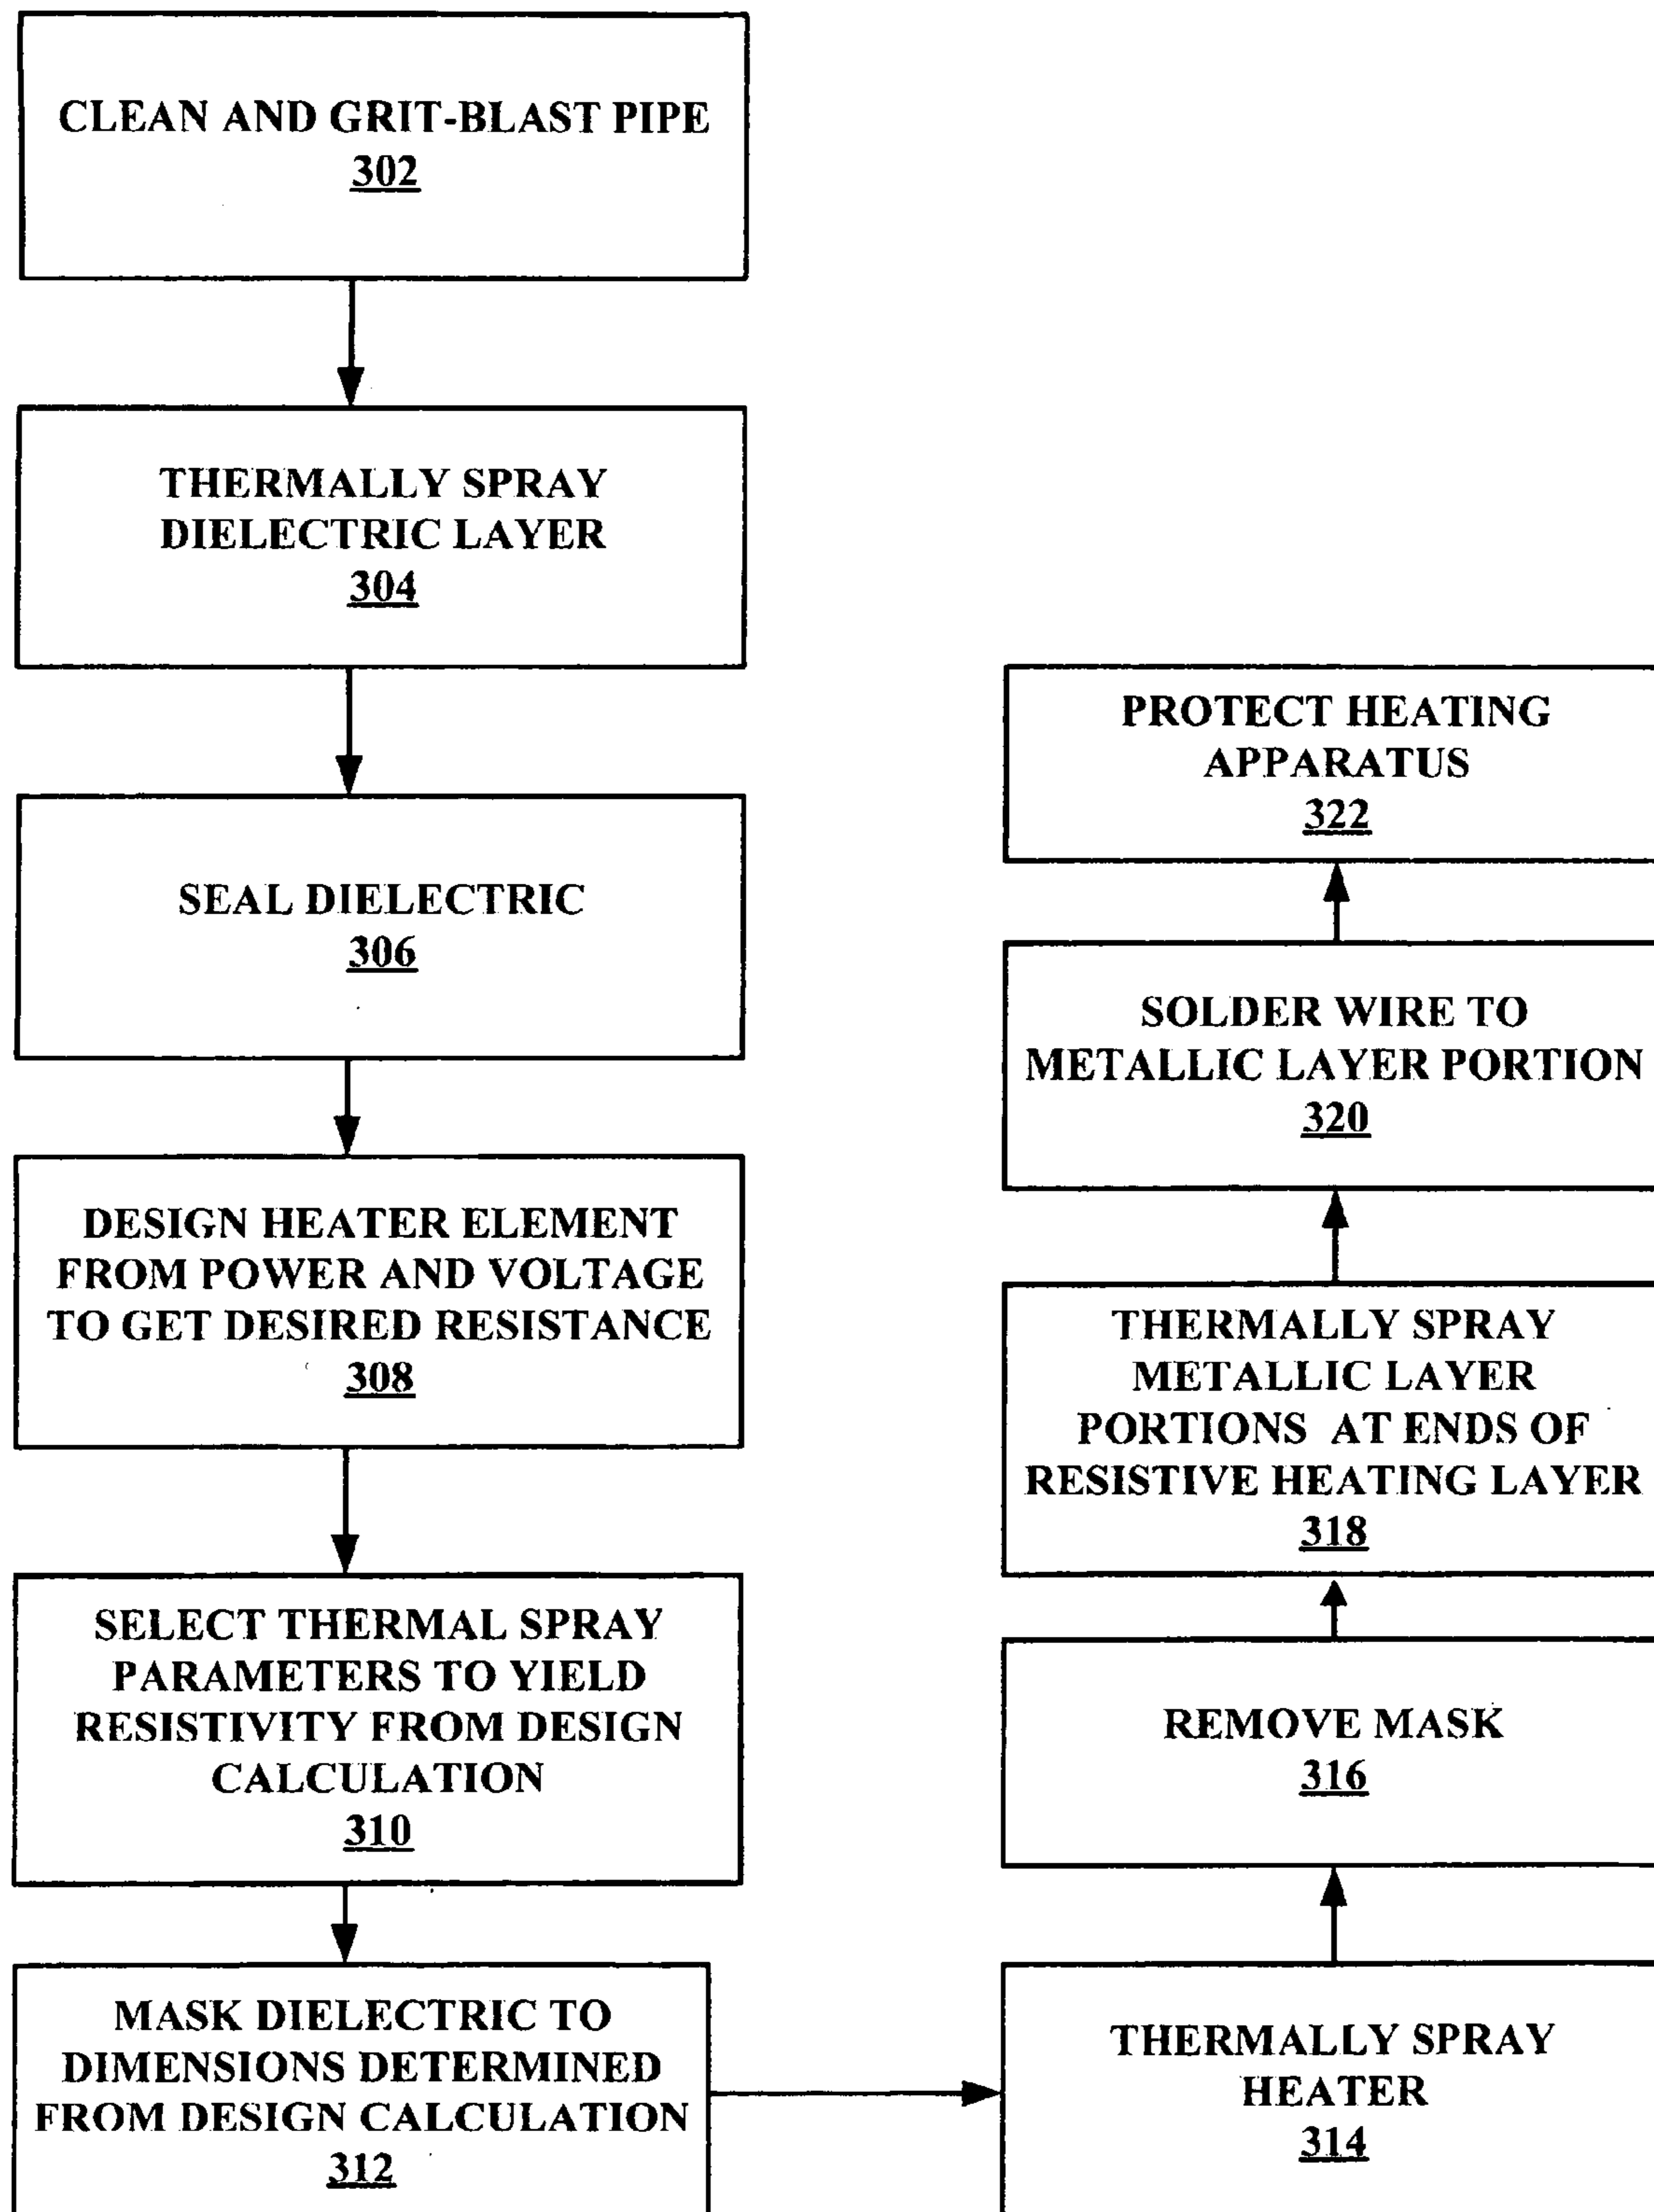 CLEAN AND GRIT-BLAST PIPE
302
THERMALLY SPRAY
DIELECTRIC LAYER
304
SEAL DIELECTRIC
306
DESIGN HEATER ELEMENT
FROM POWER AND VOLTAGE
TO GET DESIRED RESISTANCE
308
SELECT THERMAL SPRAY
PARAMETERS TO YIELD
RESISTIVITY FROM DESIGN
CALCULATION
310
MASK DIELECTRIC TO
DIMENSIONS DETERMINED
FROM DESIGN CALCULATION
312
THERMALLY SPRAY
HEATER
314
REMOVE MASK
316
THERMALLY SPRAY
METALLIC LAYER
PORTIONS AT ENDS OF
RESISTIVE HEATING LAYER
318
SOLDER WIRE TO
METALLIC LAYER PORTION
320
PROTECT HEATING
APPARATUS
322